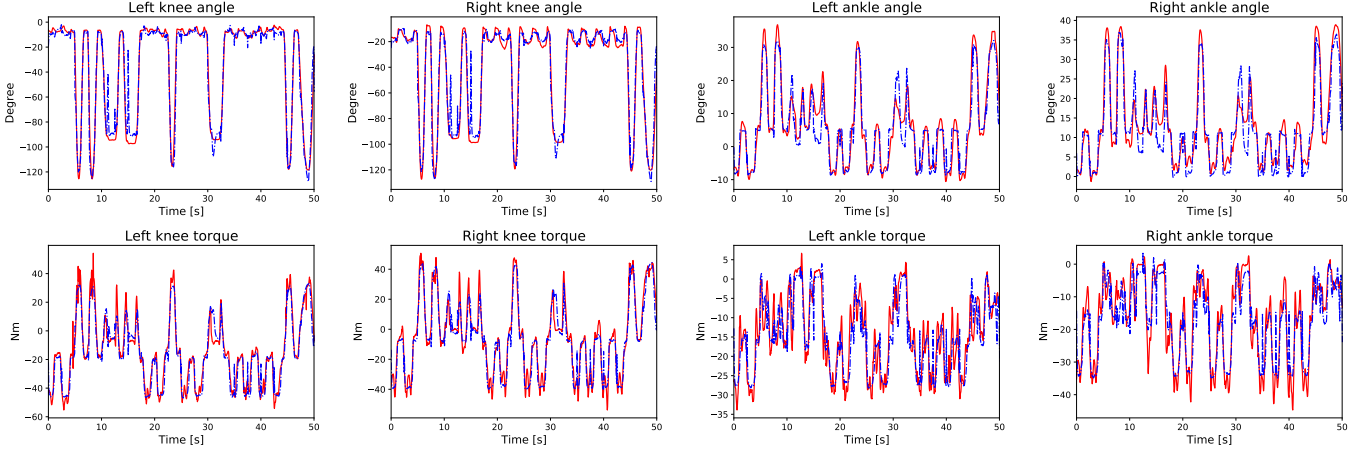 Left knee angle
0
−20
−40
−60
−80
−100
−120
Degree
0 10 20 30 40 50
Time [s]
Right knee angle
−20
−40
−60
−80
−100
−120
Degree
0 10 20 30 40 50
Time [s]
Left ankle angle
30
20
10
0
−10
Degree
0 10 20 30 40 50
Time [s]
Right ankle angle
40
35
30
25
20
15
10
5
0
Degree
0 10 20 30 40 50
Time [s]
Left knee torque
40
20
0
−20
−40
−60
Nm
0 10 20 30 40 50
Time [s]
Right knee torque
40
20
0
−20
−40
Nm
0 10 20 30 40 50
Time [s]
Left ankle torque
5
0
−5
−10
−15
−20
−25
−30
−35
Nm
0 10 20 30 40 50
Time [s]
Right ankle torque
0
−10
−20
−30
−40
Nm
0 10 20 30 40 50
Time [s]